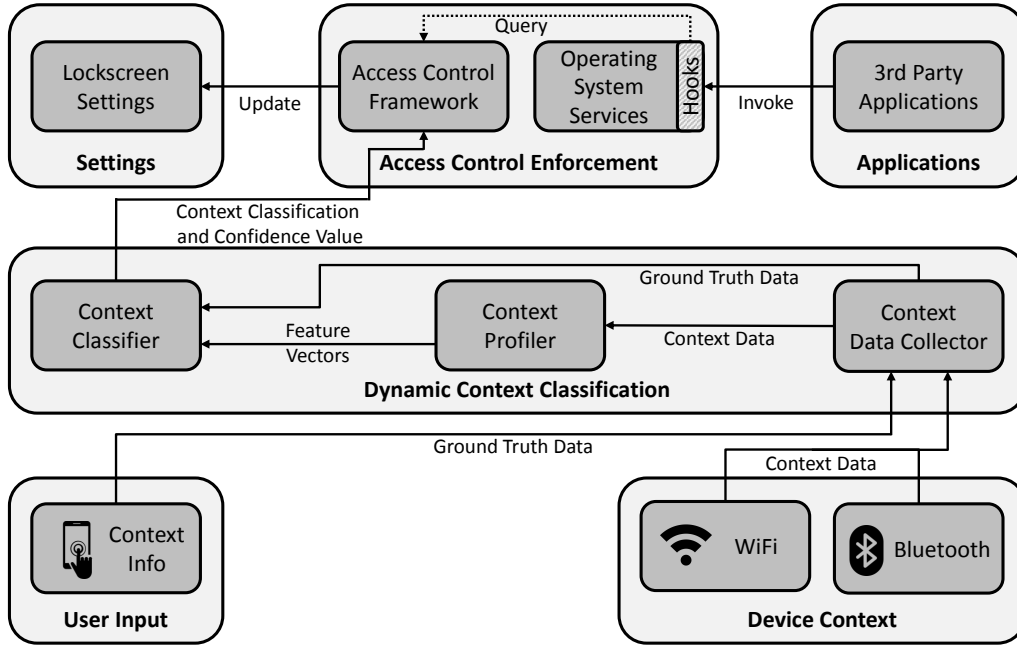 Query
Lockscreen
Settings
Update
Access Control
Framework
Operating
System
Services
Hooks
Invoke
3rd Party
Applications
Settings
Access Control Enforcement
Applications
Context Classification
and Confidence Value
Ground Truth Data
Context
Classifier
Feature
Vectors
Context
Profiler
Context Data
Context
Data Collector
Dynamic Context Classification
Ground Truth Data
Context Data
Context
Info
WiFi
Bluetooth
User Input
Device Context